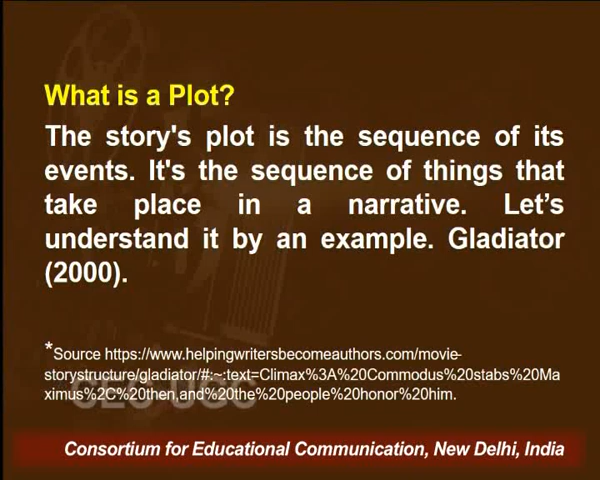 What is a Plot?
The story's plot is the sequence of its
events. It's the sequence of things that
take place in a narrative. Let’s
understand it by an example. Gladiator
(2000).
*Source https://www.helpingwritersbecomeauthors.com/movie-
storystructure/gladiator/#:~:text=Climax%3A%20Commodus%20stabs%20Ma
ximus%2C%20then,and%20the%20people%20honor%20him.
CEC-UGC
Consortium for Educational Communication, New Delhi, India